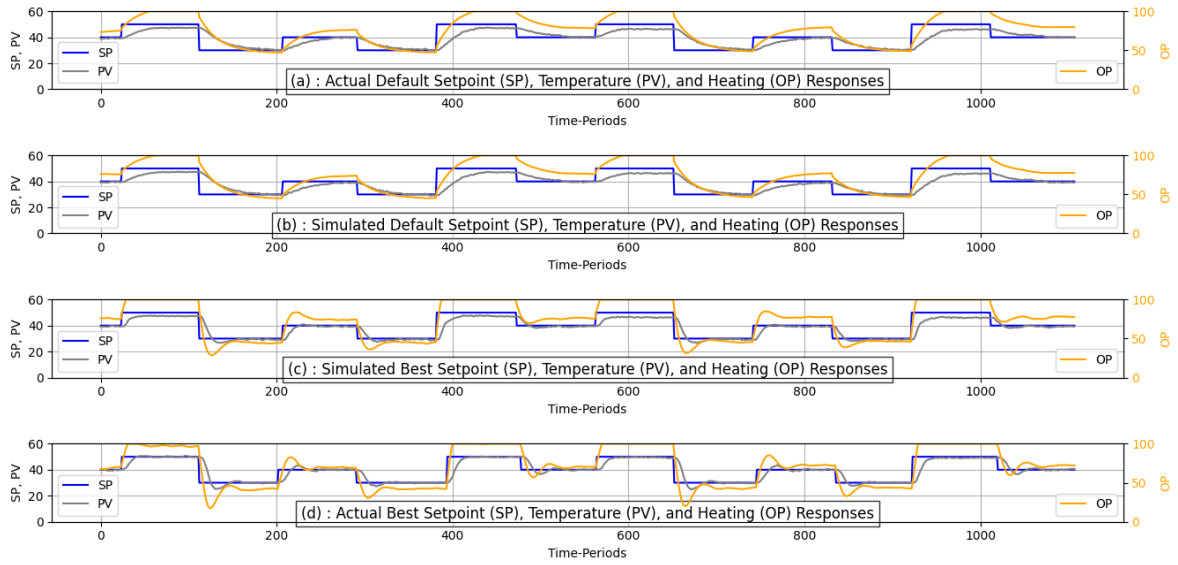 60
40
20
0
SP, PV
SP
PV
OP
100
50
0
OP
(a) : Actual Default Setpoint (SP), Temperature (PV), and Heating (OP) Responses
0
200
400
600
800
1000
Time-Periods
60
40
20
0
SP, PV
SP
PV
OP
100
50
0
OP
(b) : Simulated Default Setpoint (SP), Temperature (PV), and Heating (OP) Responses
0
200
400
600
800
1000
Time-Periods
60
40
20
0
SP, PV
SP
PV
OP
100
50
0
OP
(c) : Simulated Best Setpoint (SP), Temperature (PV), and Heating (OP) Responses
0
200
400
600
800
1000
Time-Periods
60
40
20
0
SP, PV
SP
PV
OP
100
50
0
OP
(d) : Actual Best Setpoint (SP), Temperature (PV), and Heating (OP) Responses
0
200
400
600
800
1000
Time-Periods